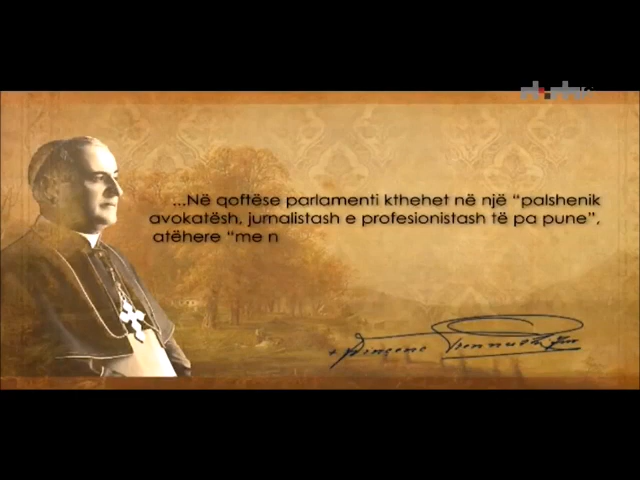 ...Në qoftëse parlamenti kthehet në një “palshenik
avokatësh, jurnalistash e profesionistash të pa pune”,
atëhere “me n